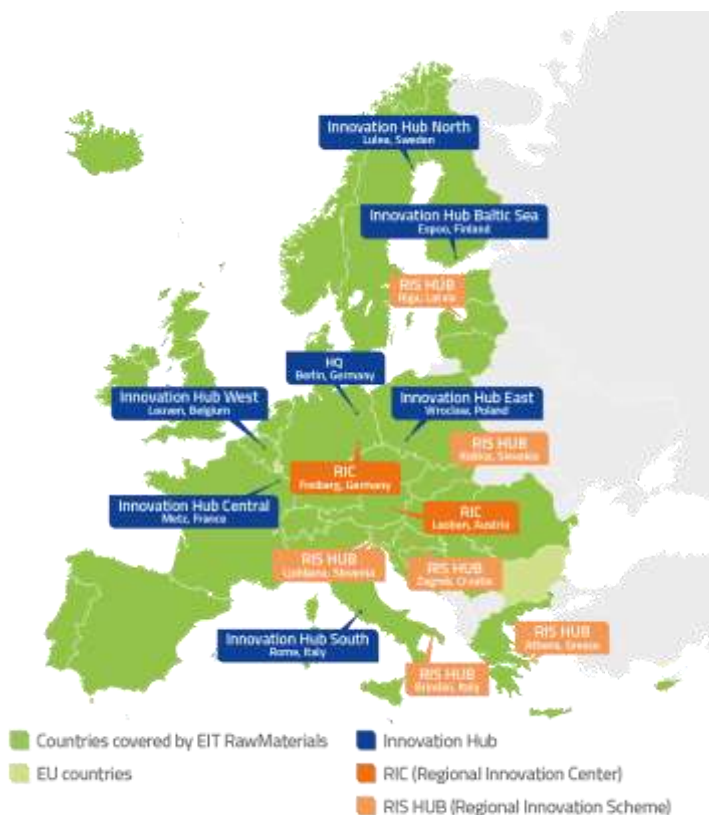 Innovation Hub North
Lulea, Sweden
Innovation Hub Baltic Sea
Espoo, Finland
RIS HUB
Riga, Latvia
HQ
Berlin, Germany
Innovation Hub West
Leuven, Belgium
Innovation Hub East
Wroclaw, Poland
RIS HUB
Slovakia
RIC
Freiberg, Germany
Innovation Hub Central
Metz, France
RIC
Leoben, Austria
RIS HUB
Ljubljana, Slovenia
RIS HUB
Zagreb, Croatia
Innovation Hub South
Rome, Italy
RIS HUB
Athens, Greece
RIS HUB
Brindisi, Italy
Countries covered by EIT RawMaterials
EU countries
Innovation Hub
RIC (Regional Innovation Center)
RIS HUB (Regional Innovation Scheme)